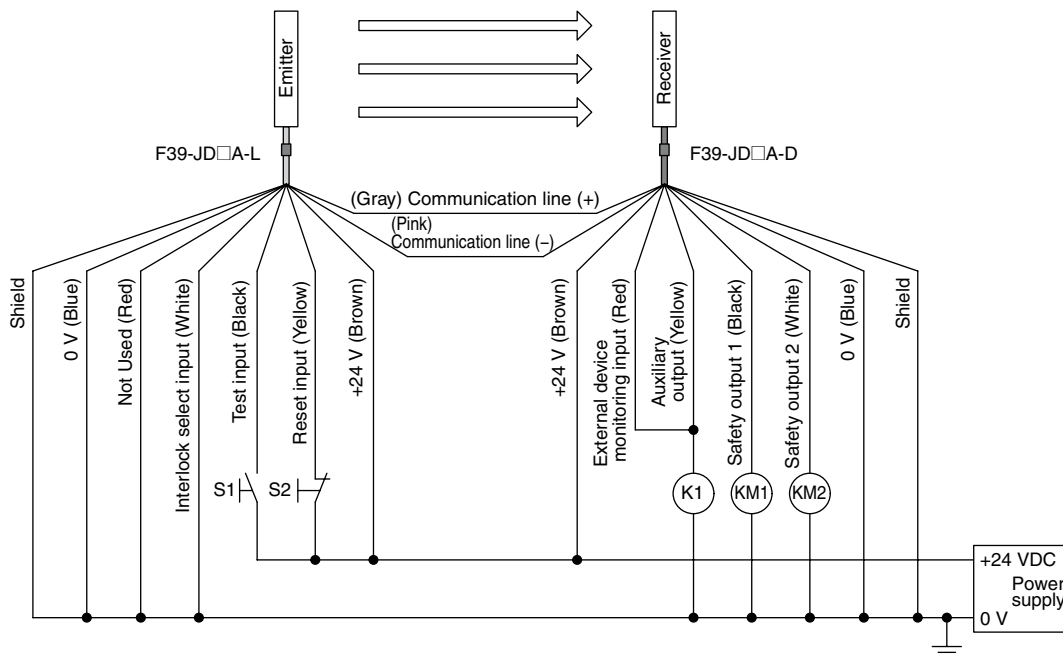 Emitter
Receiver
F39-JD□A-L
F39-JD□A-D
(Gray) Communication line (+)
(Pink)
Communication line (–)
Shield
0 V (Blue)
Not Used (Red)
Interlock select input (White)
Test input (Black)
Reset input (Yellow)
+24 V (Brown)
+24 V (Brown)
External device
monitoring input (Red)
Auxiliary
output (Yellow)
Safety output 1 (Black)
Safety output 2 (White)
0 V (Blue)
Shield
S1
S2
K1
KM1
KM2
+24 VDC
Power
supply
0 V